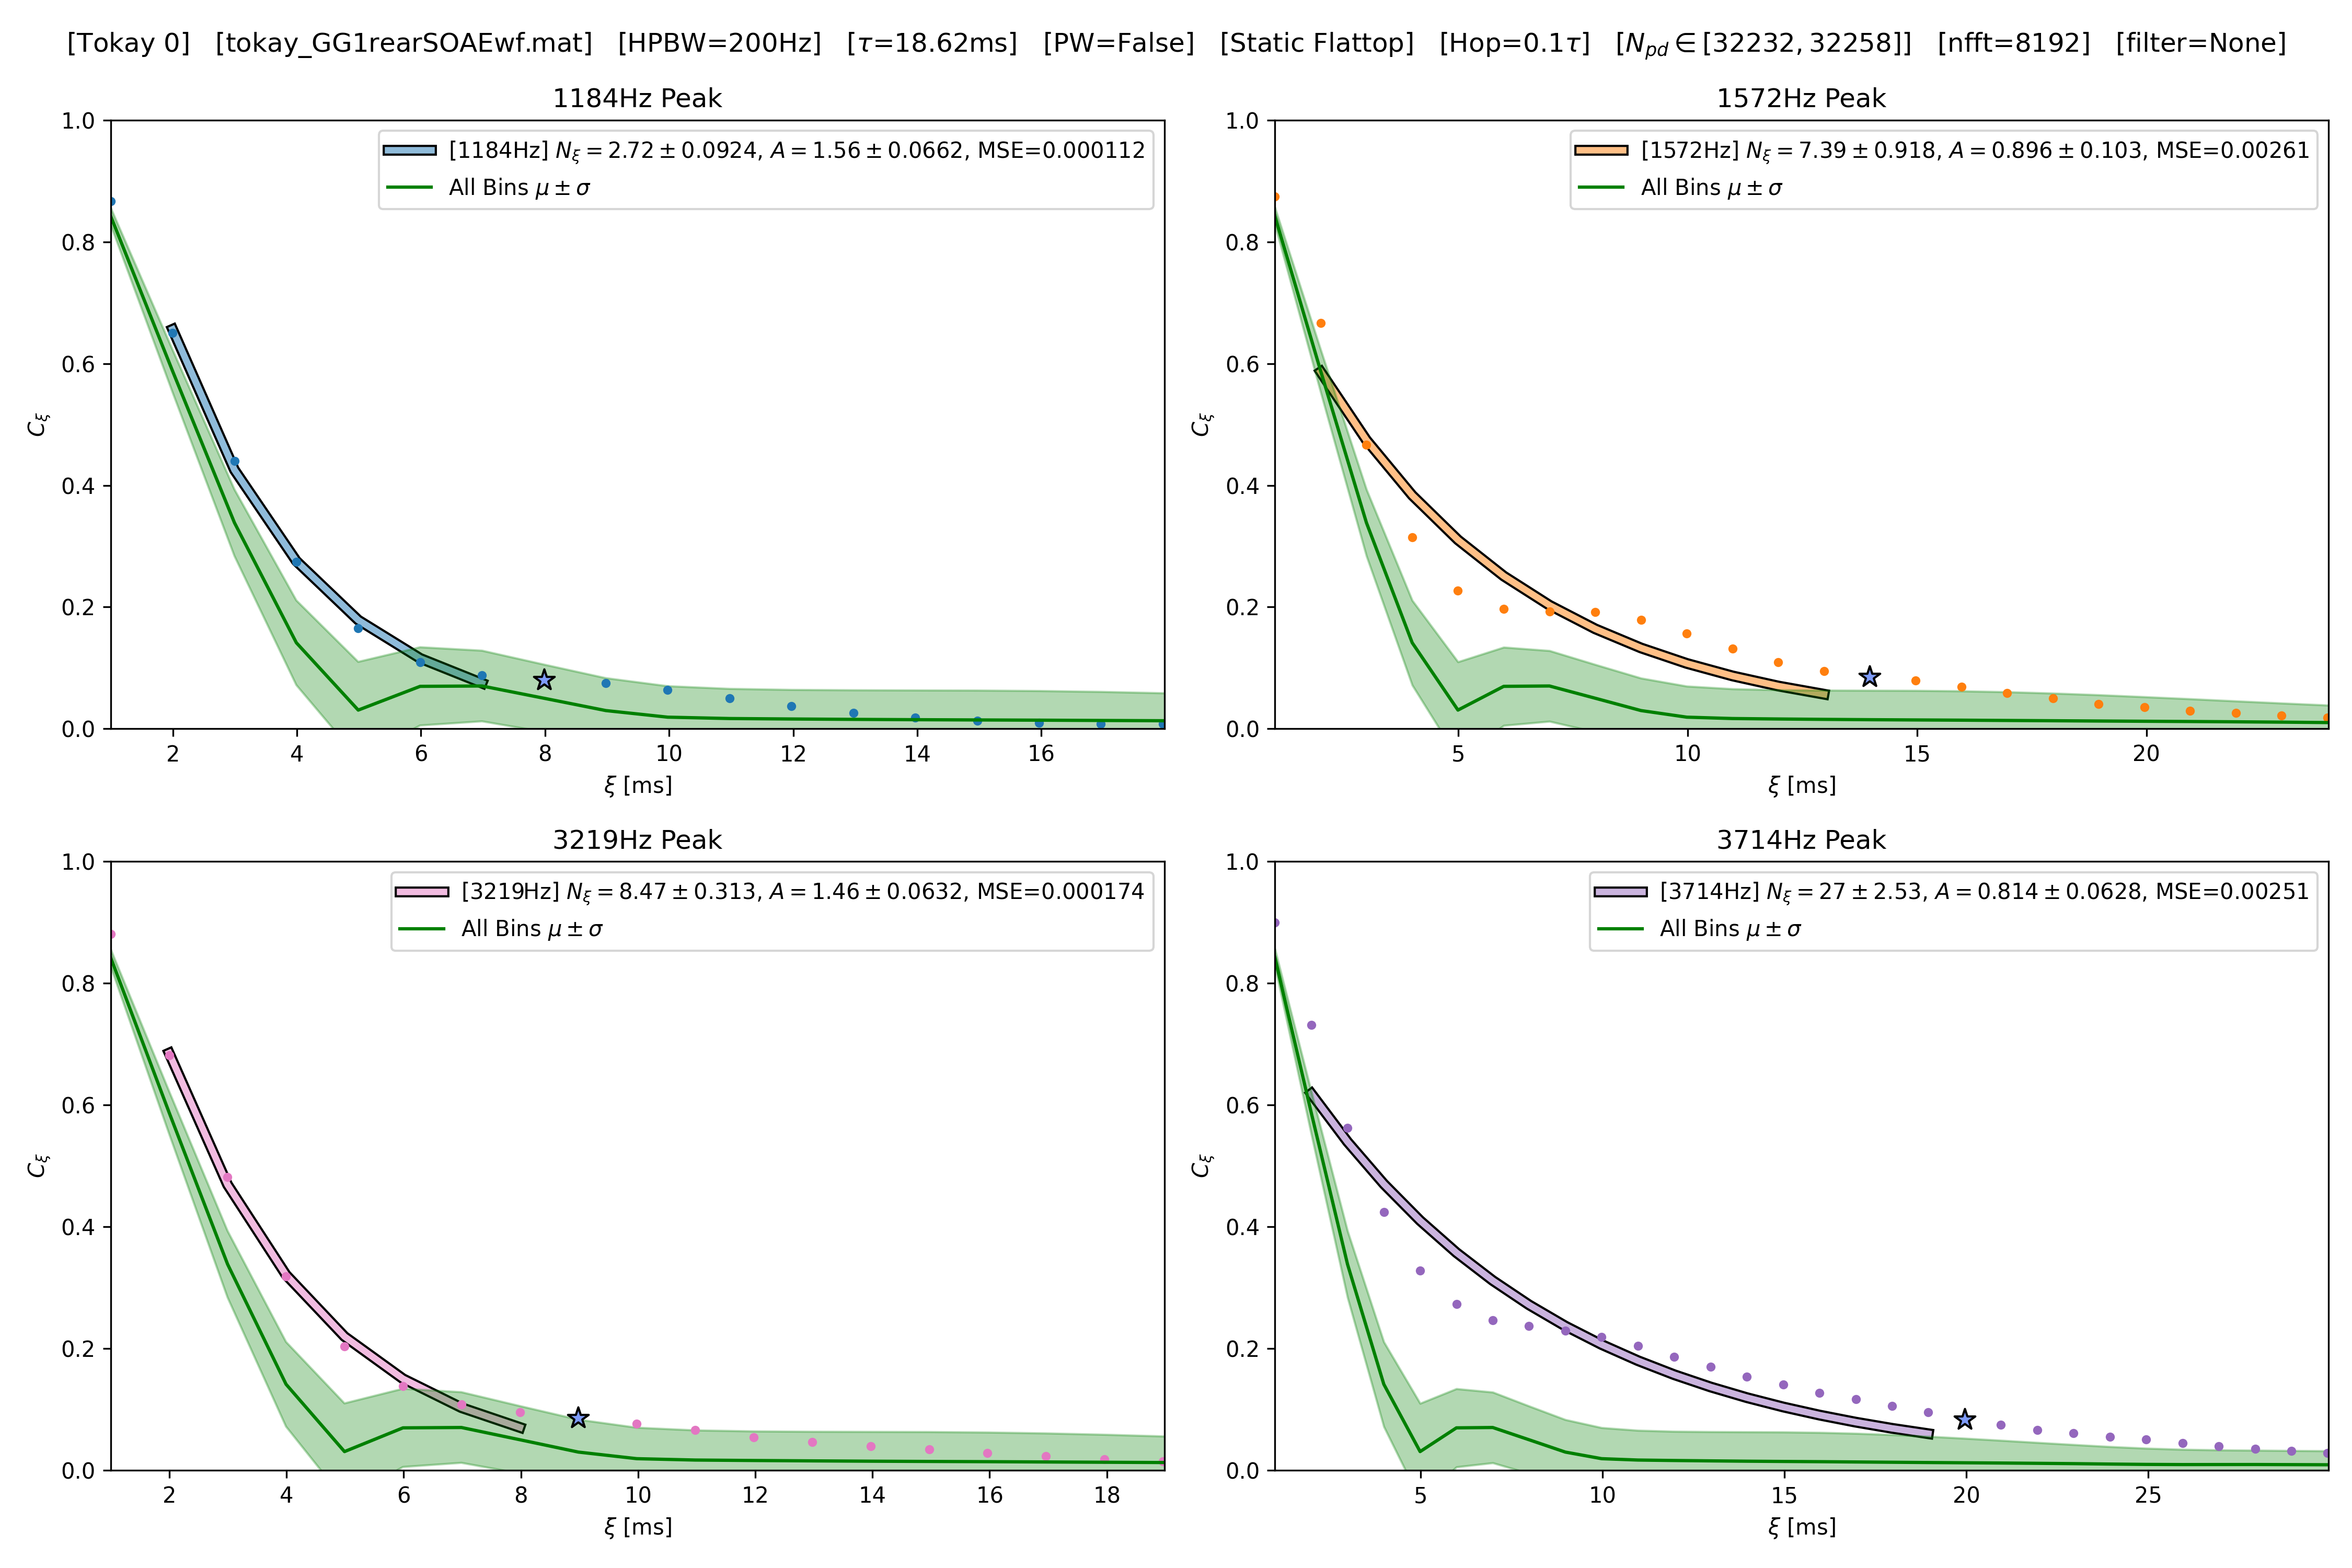 [Tokay 0] [tokay_GG1rearSOAEwf.mat] [HPBW=200Hz] [τ=18.62ms] [PW=False] [Static Flattop] [Hop=0.1τ] [N_pd ∈ [32232, 32258]] [nfft=8192] [filter=None]
1184Hz Peak
[1184Hz] N_ξ = 2.72 ± 0.0924, A = 1.56 ± 0.0662, MSE=0.000112
All Bins μ ± σ
1.0
0.8
0.6
0.4
0.2
0.0
C_ξ
2 4 6 8 10 12 14 16
ξ [ms]
1572Hz Peak
[1572Hz] N_ξ = 7.39 ± 0.918, A = 0.896 ± 0.103, MSE=0.00261
All Bins μ ± σ
1.0
0.8
0.6
0.4
0.2
0.0
C_ξ
5 10 15 20
ξ [ms]
3219Hz Peak
[3219Hz] N_ξ = 8.47 ± 0.313, A = 1.46 ± 0.0632, MSE=0.000174
All Bins μ ± σ
1.0
0.8
0.6
0.4
0.2
0.0
C_ξ
2 4 6 8 10 12 14 16 18
ξ [ms]
3714Hz Peak
[3714Hz] N_ξ = 27 ± 2.53, A = 0.814 ± 0.0628, MSE=0.00251
All Bins μ ± σ
1.0
0.8
0.6
0.4
0.2
0.0
C_ξ
5 10 15 20 25
ξ [ms]